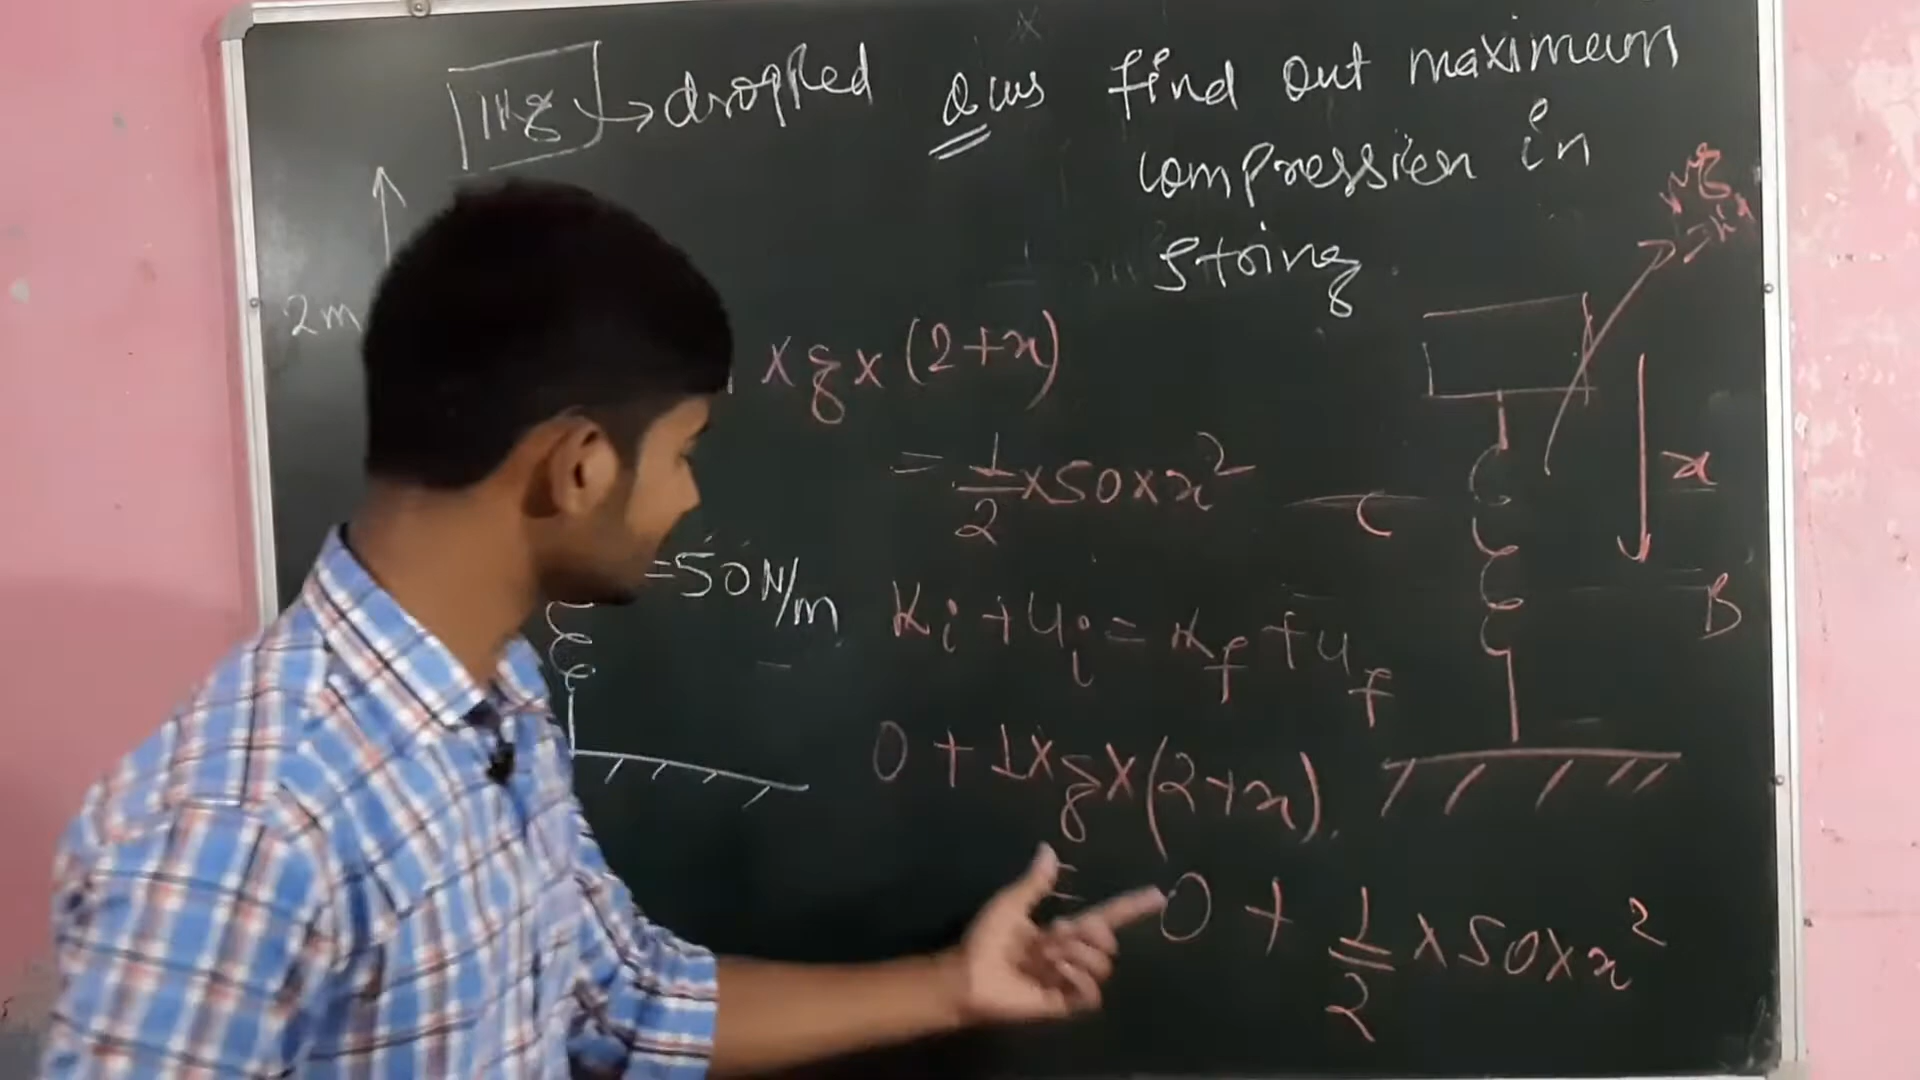 1kg → dropped
Qus find out maximum
compression in
string
2m
x g x (2+x)
= 1/2 x 50 x x²
=50 N/m
C
x
B
Ki + Ui = Kf + Uf
0 + 1 x g x (2+x)
= 0 + 1/2 x 50 x x²